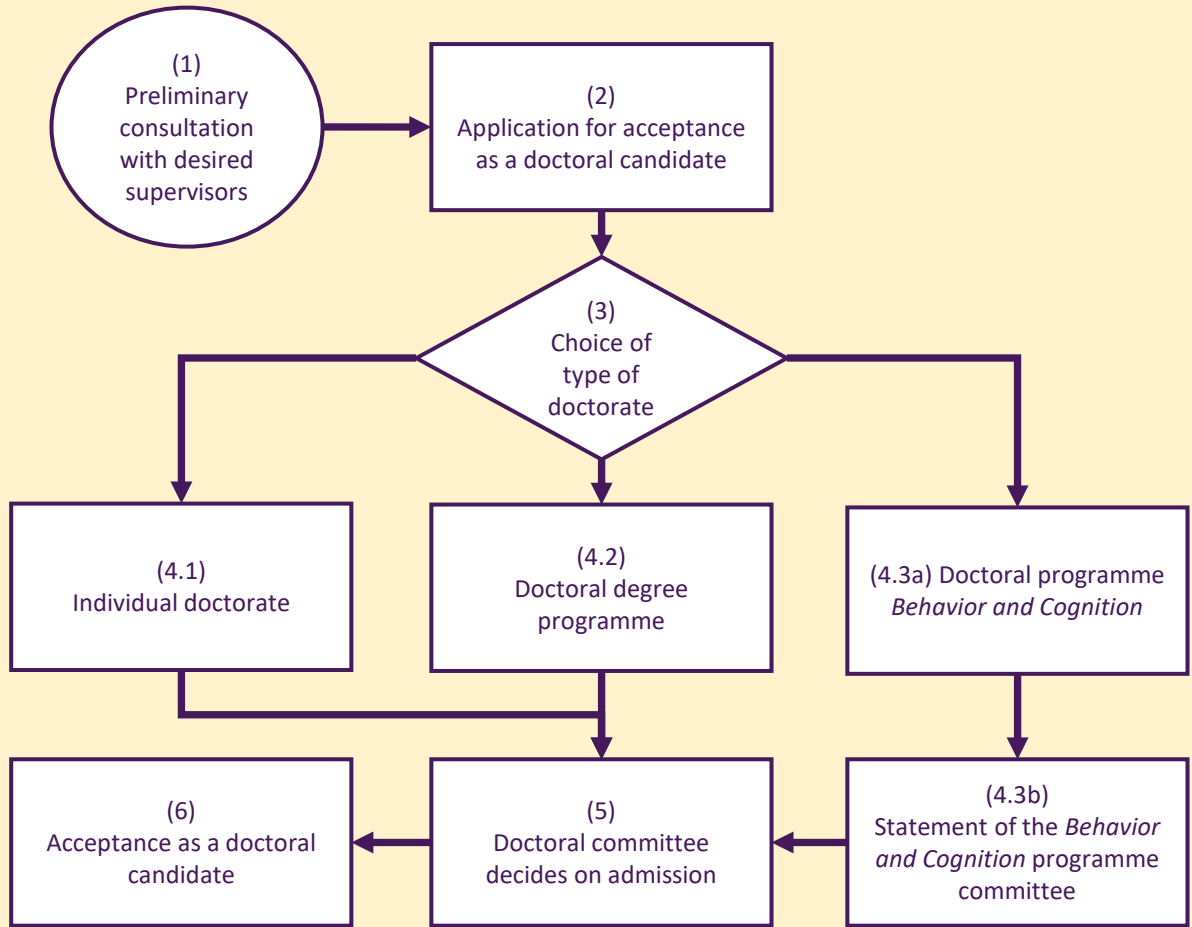 (1)
Preliminary
consultation
with desired
supervisors
(2)
Application for acceptance
as a doctoral candidate
(3)
Choice of
type of
doctorate
(4.1)
Individual doctorate
(4.2)
Doctoral degree
programme
(4.3a) Doctoral programme
Behavior and Cognition
(6)
Acceptance as a doctoral
candidate
(5)
Doctoral committee
decides on admission
(4.3b)
Statement of the Behavior
and Cognition programme
committee